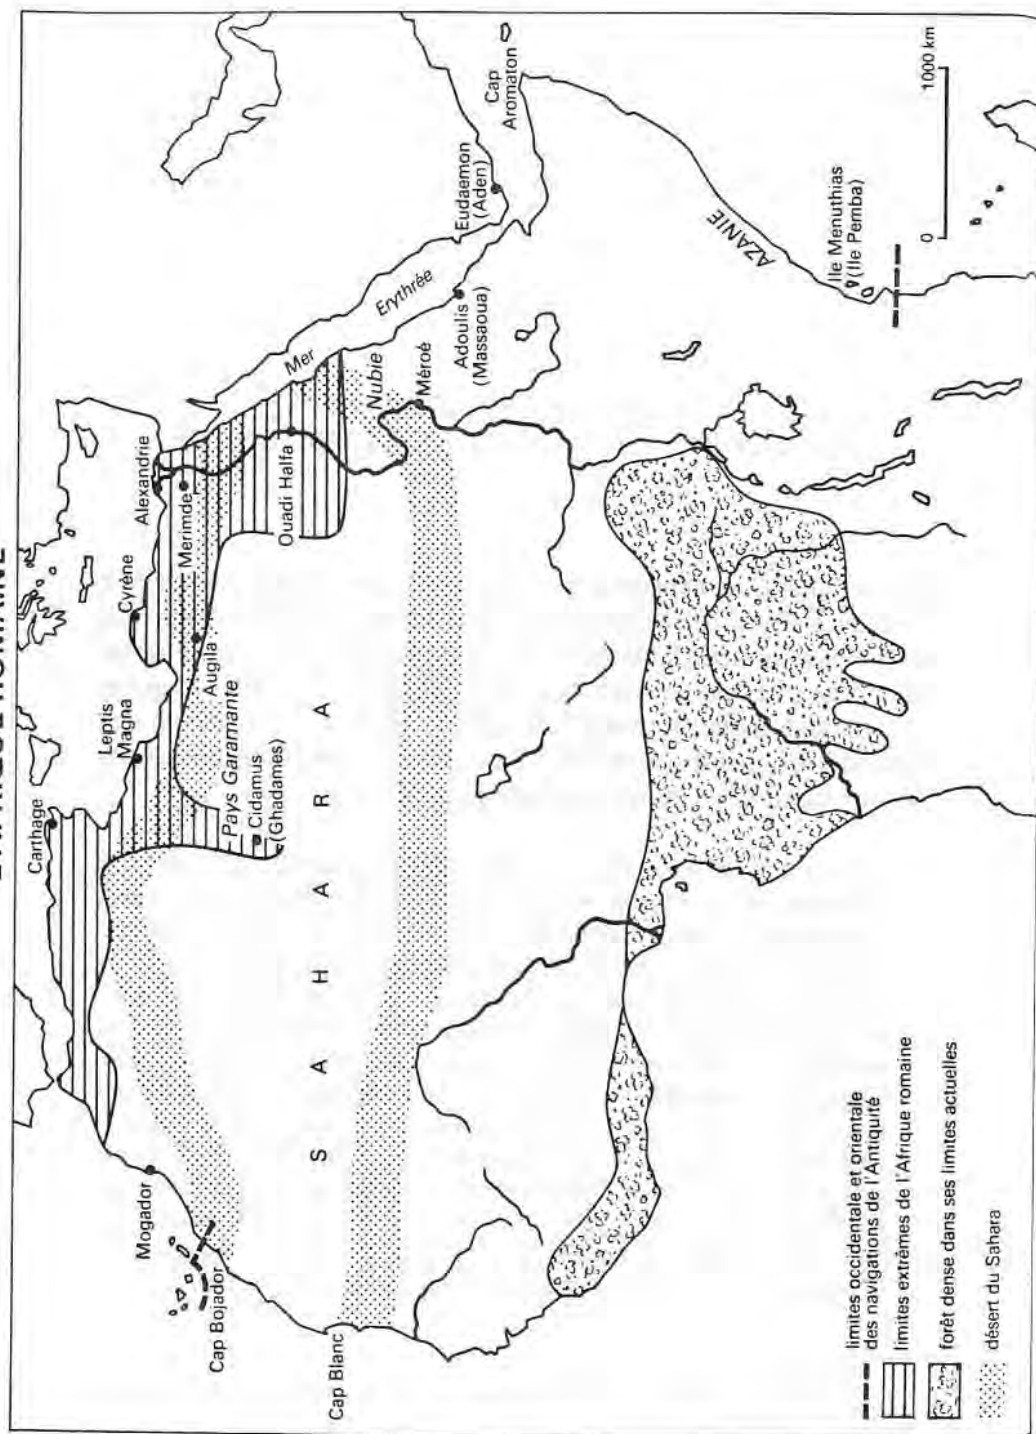 Carthage
Leptis
Magna
Cyrène
Alexandrie
Merimde
Augila
Pays Garamante
Cidamus
(Ghadames)
Ouadi Halfa
Mer
Erythrée
Nubie
Méroé
Adoulis
(Massaoua)
Eudaemon
(Aden)
Cap
Aromaton
Mogador
Cap Bojador
Cap Blanc
SAHARA
AZANIE
Ile Menuthias
(Ile Pemba)
0 1000 km
limites occidentale et orientale
des navigations de l'Antiquité
limites extrêmes de l'Afrique romaine
forêt dense dans ses limites actuelles
désert du Sahara